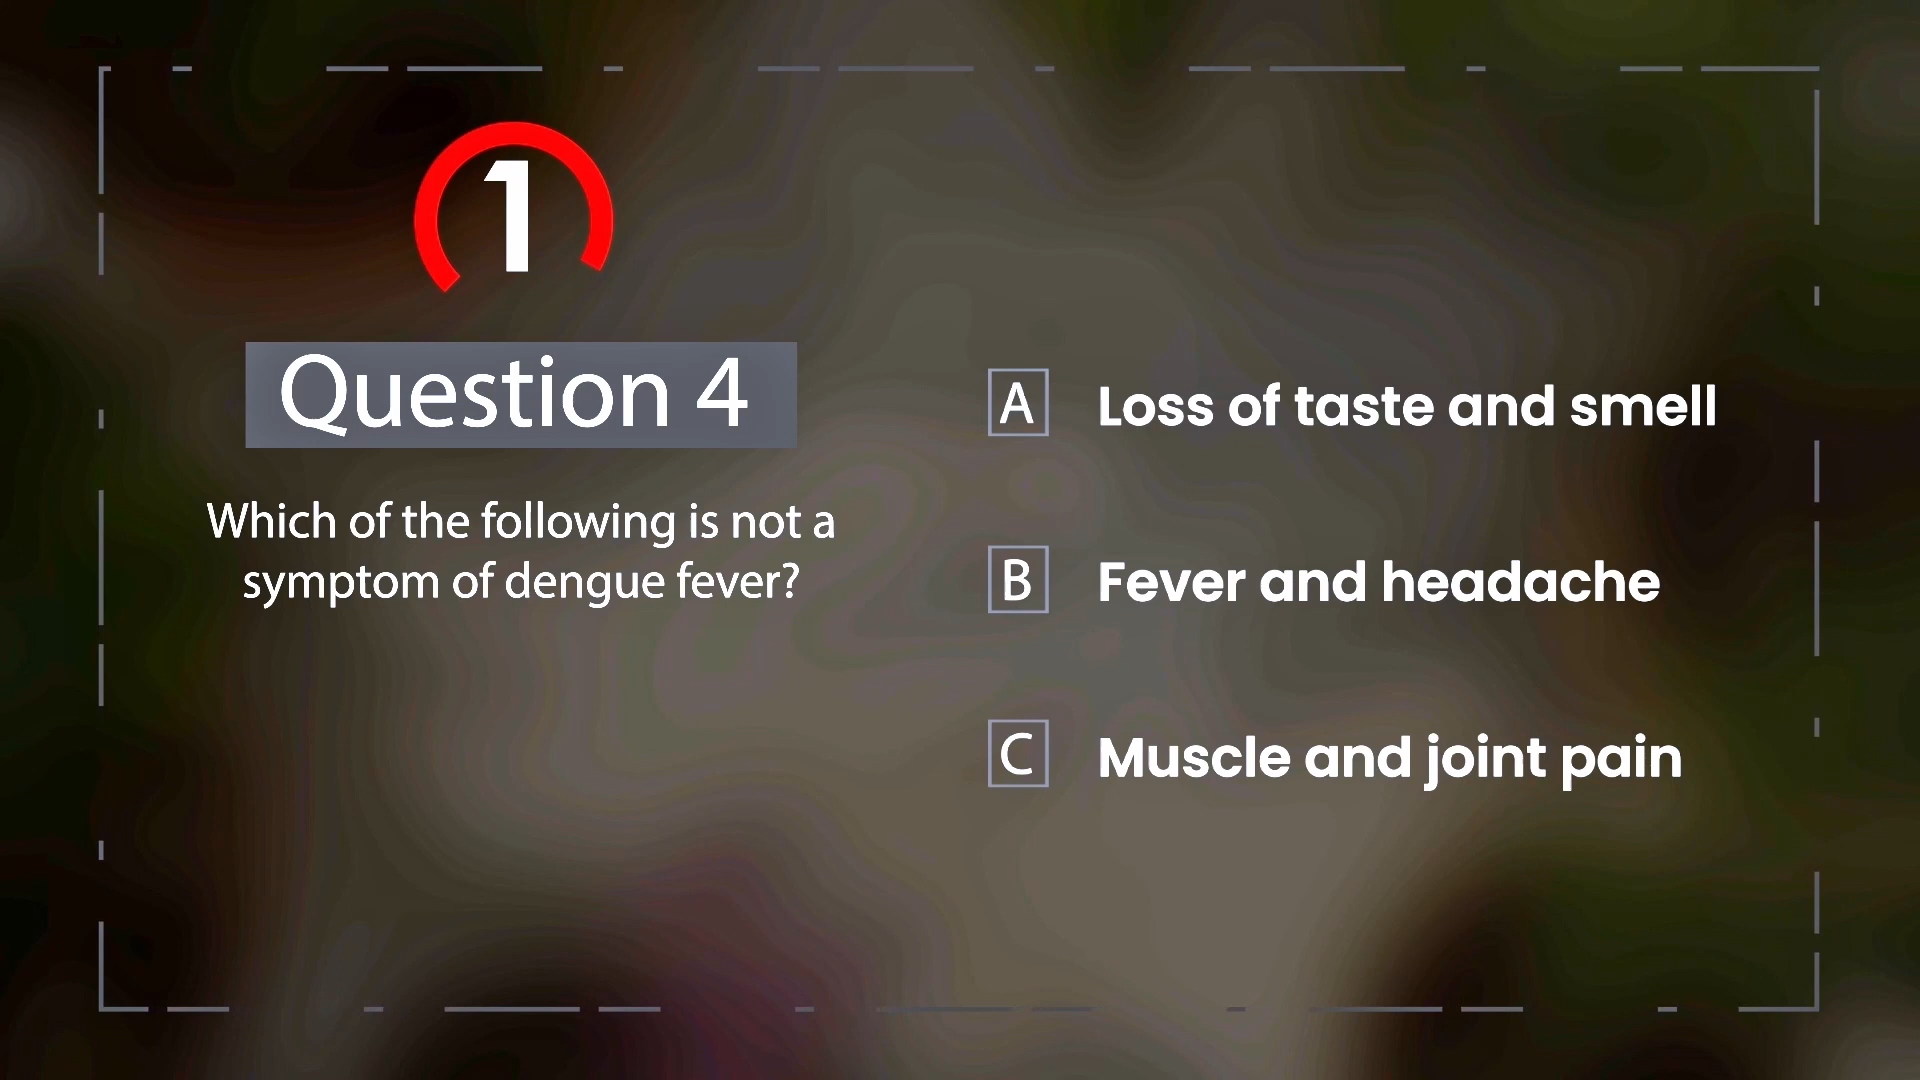 1
Question 4
Which of the following is not a
symptom of dengue fever?
A Loss of taste and smell
B Fever and headache
C Muscle and joint pain